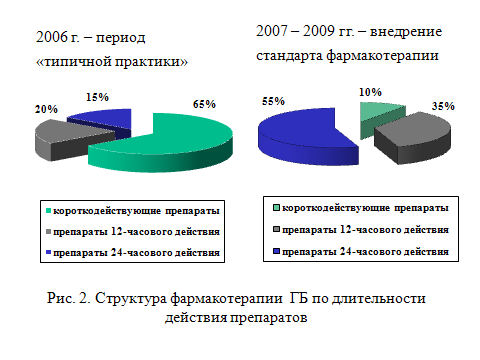 2006 г. – период
«типичной практики»
2007 – 2009 гг. – внедрение
стандарта фармакотерапии
15%
20%
65%
10%
55%
35%
короткодействующие препараты
препараты 12-часового действия
препараты 24-часового действия
короткодействующие препараты
препараты 12-часового действия
препараты 24-часового действия
Рис. 2. Структура фармакотерапии ГБ по длительности
действия препаратов